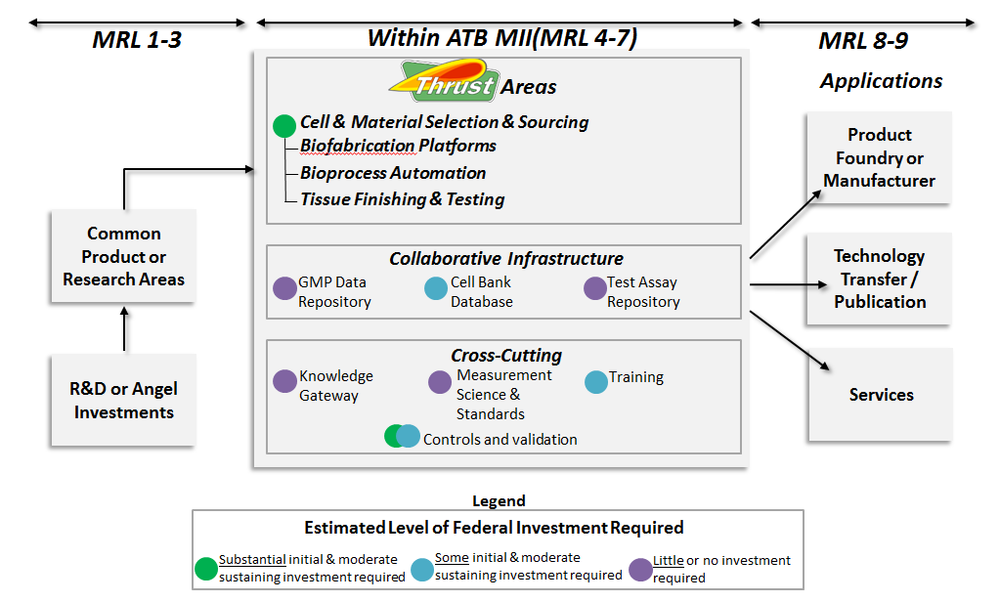 MRL 1-3
Within ATB MII(MRL 4-7)
MRL 8-9
Applications
Thrust Areas
Cell & Material Selection & Sourcing
Biofabrication Platforms
Bioprocess Automation
Tissue Finishing & Testing
Common
Product or
Research Areas
R&D or Angel
Investments
Collaborative Infrastructure
GMP Data
Repository
Cell Bank
Database
Test Assay
Repository
Cross-Cutting
Knowledge
Gateway
Measurement
Science &
Standards
Training
Controls and validation
Product
Foundry or
Manufacturer
Technology
Transfer /
Publication
Services
Legend
Estimated Level of Federal Investment Required
Substantial initial & moderate
sustaining investment required
Some initial & moderate
sustaining investment required
Little or no investment
required